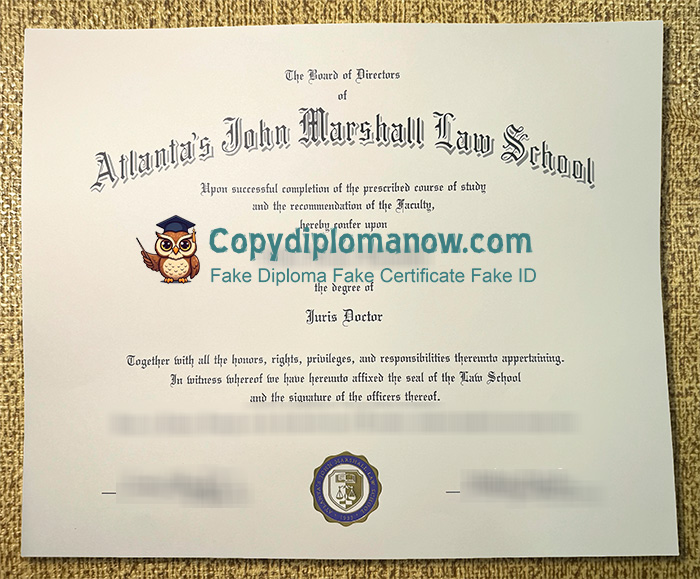 The Board of Directors
of
Atlanta's John Marshall Law School
Upon successful completion of the prescribed course of study
and the recommendation of the Faculty,
hereby confer upon
Copydiplomanow.com
Fake Diploma Fake Certificate Fake ID
the degree of
Juris Doctor
Together with all the honors, rights, privileges, and responsibilities thereunto appertaining.
In witness whereof we have hereunto affixed the seal of the Law School
and the signature of the officers thereof.